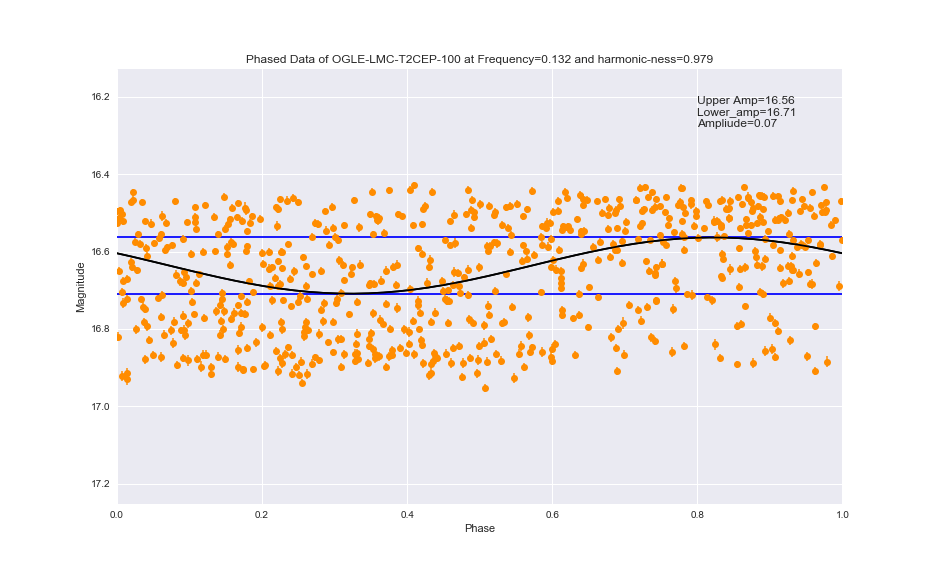 Phased Data of OGLE-LMC-T2CEP-100 at Frequency=0.132 and harmonic-ness=0.979
Upper Amp=16.56
Lower_amp=16.71
Ampliude=0.07
16.2
16.4
16.6
16.8
17.0
17.2
Magnitude
0.0 0.2 0.4 0.6 0.8 1.0
Phase